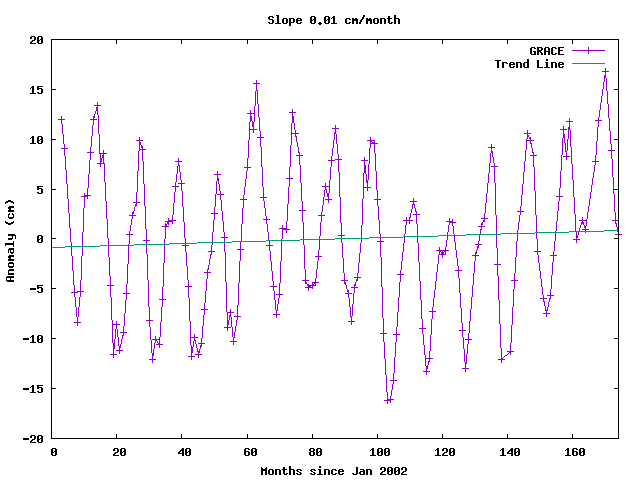 Slope 0.01 cm/month
GRACE
Trend Line
20
15
10
5
0
-5
-10
-15
-20
Anomaly (cm)
0 20 40 60 80 100 120 140 160
Months since Jan 2002